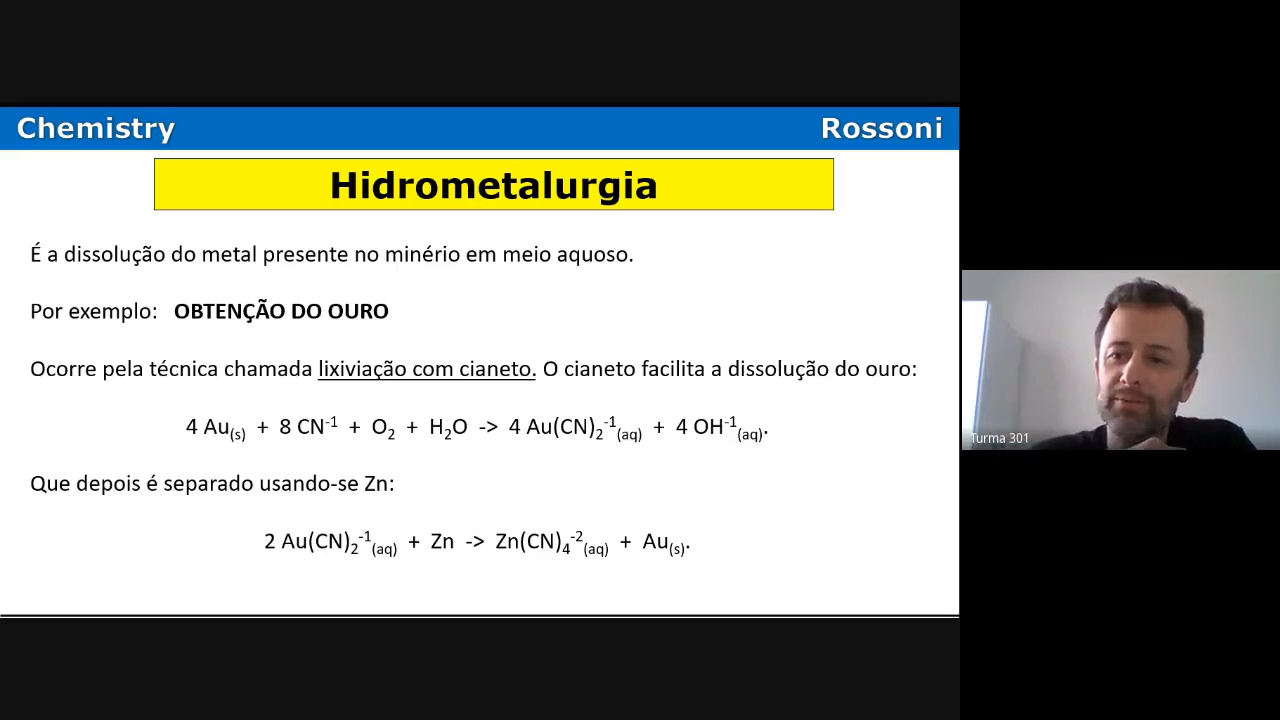 Chemistry Rossoni
Hidrometalurgia
É a dissolução do metal presente no minério em meio aquoso.
Por exemplo: OBTENÇÃO DO OURO
Ocorre pela técnica chamada lixiviação com cianeto. O cianeto facilita a dissolução do ouro:
4 Au(s) + 8 CN⁻¹ + O₂ + H₂O -> 4 Au(CN)₂⁻¹(aq) + 4 OH⁻¹(aq).
Turma 301
Que depois é separado usando-se Zn:
2 Au(CN)₂⁻¹(aq) + Zn -> Zn(CN)₄⁻²(aq) + Au(s).